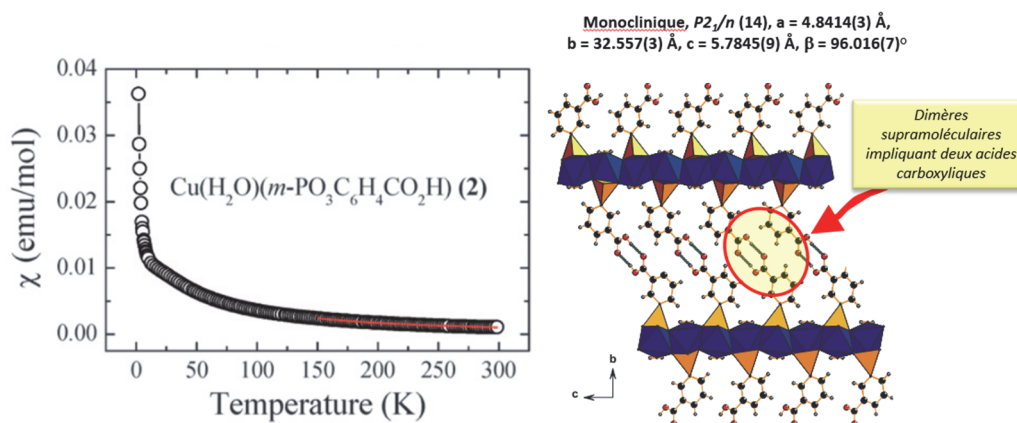 Monoclinique, P2₁/n (14), a = 4.8414(3) Å,
b = 32.557(3) Å, c = 5.7845(9) Å, β = 96.016(7)°
0.04
0.03
0.02
0.01
0.00
χ (emu/mol)
Cu(H₂O)(m-PO₃C₆H₄CO₂H) (2)
0 50 100 150 200 250 300
Temperature (K)
Dimères
supramoléculaires
impliquant deux acides
carboxyliques
b
c